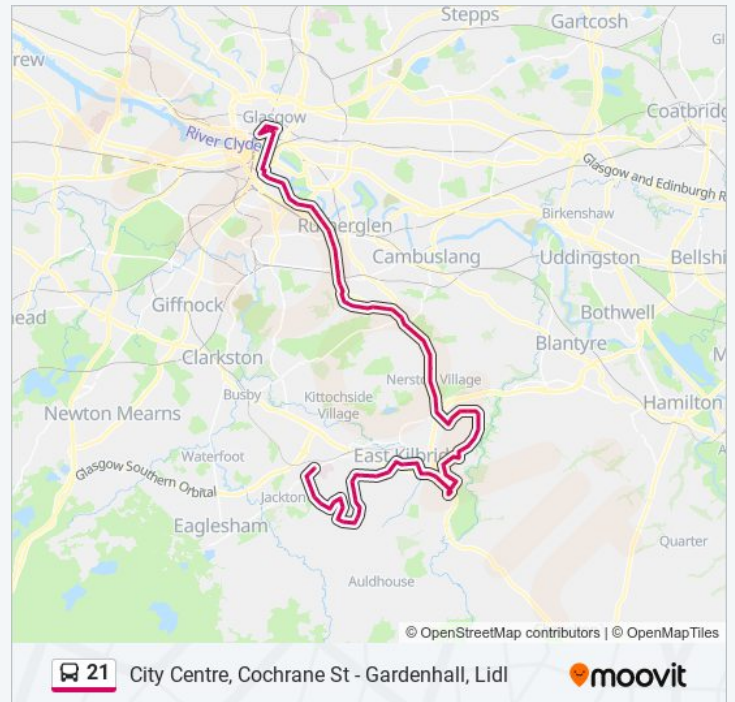 Stepps
Gartcosh
Gl
rew
Glasgow
Coatbridg
River Clyde
Glasgow and Edinburgh R
Rutherglen
Birkenshaw
Cambuslang
Uddingston
Bellshi
ead
Giffnock
Bothwell
Clarkston
Blantyre
M
Busby
Kittochside
Village
Nerston Village
Newton Mearns
Hamilton
Waterfoot
East Kilbride
Glasgow Southern Orbital
Jackton
Eaglesham
Quarter
Auldhouse
© OpenStreetMap contributors | © OpenMapTiles
21
City Centre, Cochrane St - Gardenhall, Lidl
moovit